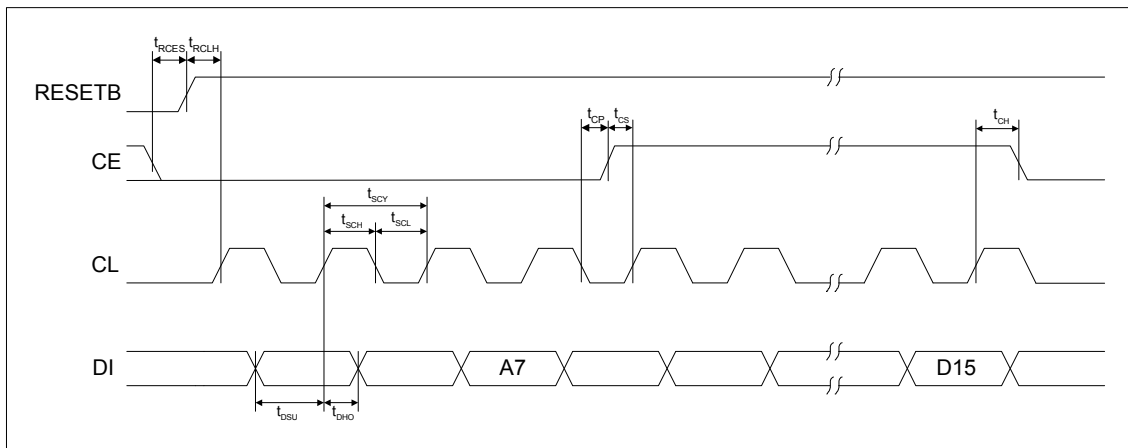 tRCES tRCLH
RESETB
tCP tCS tCH
CE
tSCY
tSCH tSCL
CL
DI A7 D15
tDSU tDHO